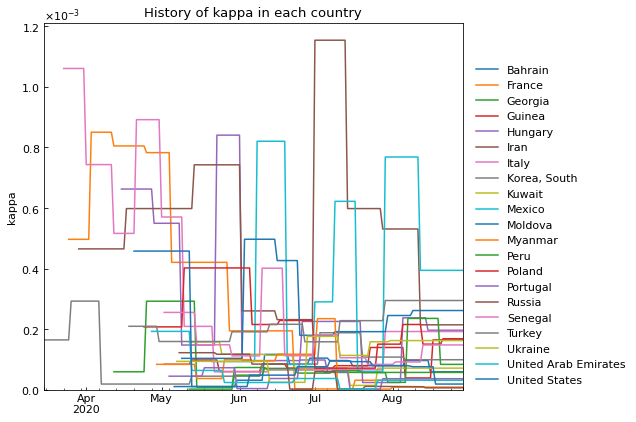 History of kappa in each country
×10⁻³
1.2
1.0
0.8
0.6
0.4
0.2
0.0
kappa
Apr
2020
May
Jun
Jul
Aug
Bahrain
France
Georgia
Guinea
Hungary
Iran
Italy
Korea, South
Kuwait
Mexico
Moldova
Myanmar
Peru
Poland
Portugal
Russia
Senegal
Turkey
Ukraine
United Arab Emirates
United States